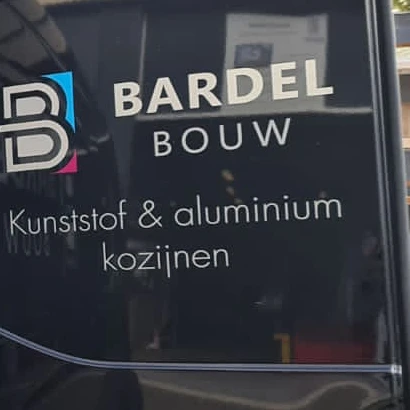 BARDEL
BOUW
Kunststof & aluminium
kozijnen